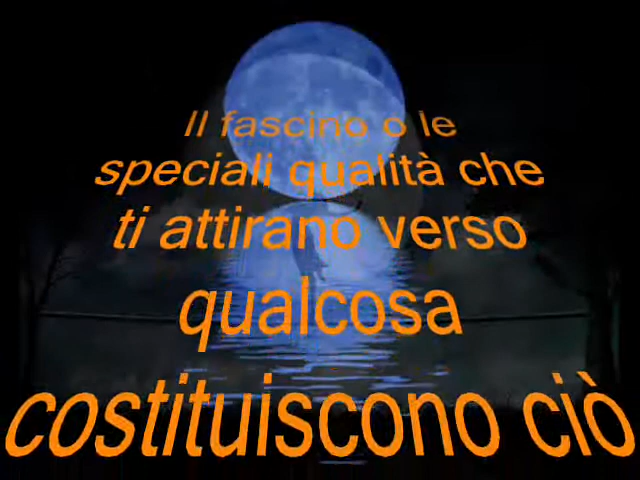 Il fascino o le
speciali qualità che
ti attirano verso
qualcosa
costituiscono ciò